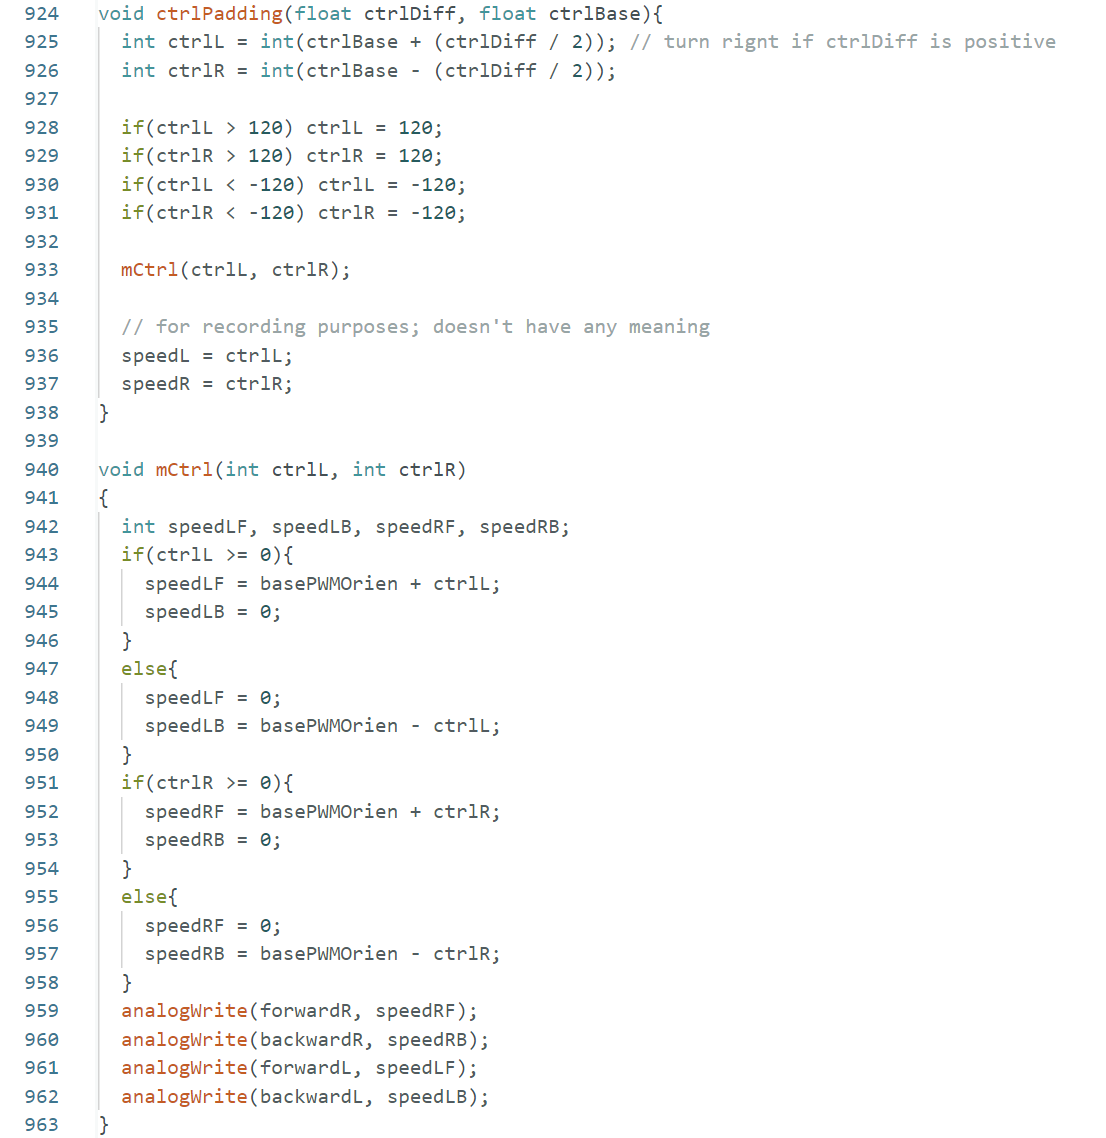 924 void ctrlPadding(float ctrlDiff, float ctrlBase){
925   int ctrlL = int(ctrlBase + (ctrlDiff / 2)); // turn rignt if ctrlDiff is positive
926   int ctrlR = int(ctrlBase - (ctrlDiff / 2));
927
928   if(ctrlL > 120) ctrlL = 120;
929   if(ctrlR > 120) ctrlR = 120;
930   if(ctrlL < -120) ctrlL = -120;
931   if(ctrlR < -120) ctrlR = -120;
932
933   mCtrl(ctrlL, ctrlR);
934
935   // for recording purposes; doesn't have any meaning
936   speedL = ctrlL;
937   speedR = ctrlR;
938 }
939
940 void mCtrl(int ctrlL, int ctrlR)
941 {
942   int speedLF, speedLB, speedRF, speedRB;
943   if(ctrlL >= 0){
944     speedLF = basePWMOrien + ctrlL;
945     speedLB = 0;
946   }
947   else{
948     speedLF = 0;
949     speedLB = basePWMOrien - ctrlL;
950   }
951   if(ctrlR >= 0){
952     speedRF = basePWMOrien + ctrlR;
953     speedRB = 0;
954   }
955   else{
956     speedRF = 0;
957     speedRB = basePWMOrien - ctrlR;
958   }
959   analogWrite(forwardR, speedRF);
960   analogWrite(backwardR, speedRB);
961   analogWrite(forwardL, speedLF);
962   analogWrite(backwardL, speedLB);
963 }